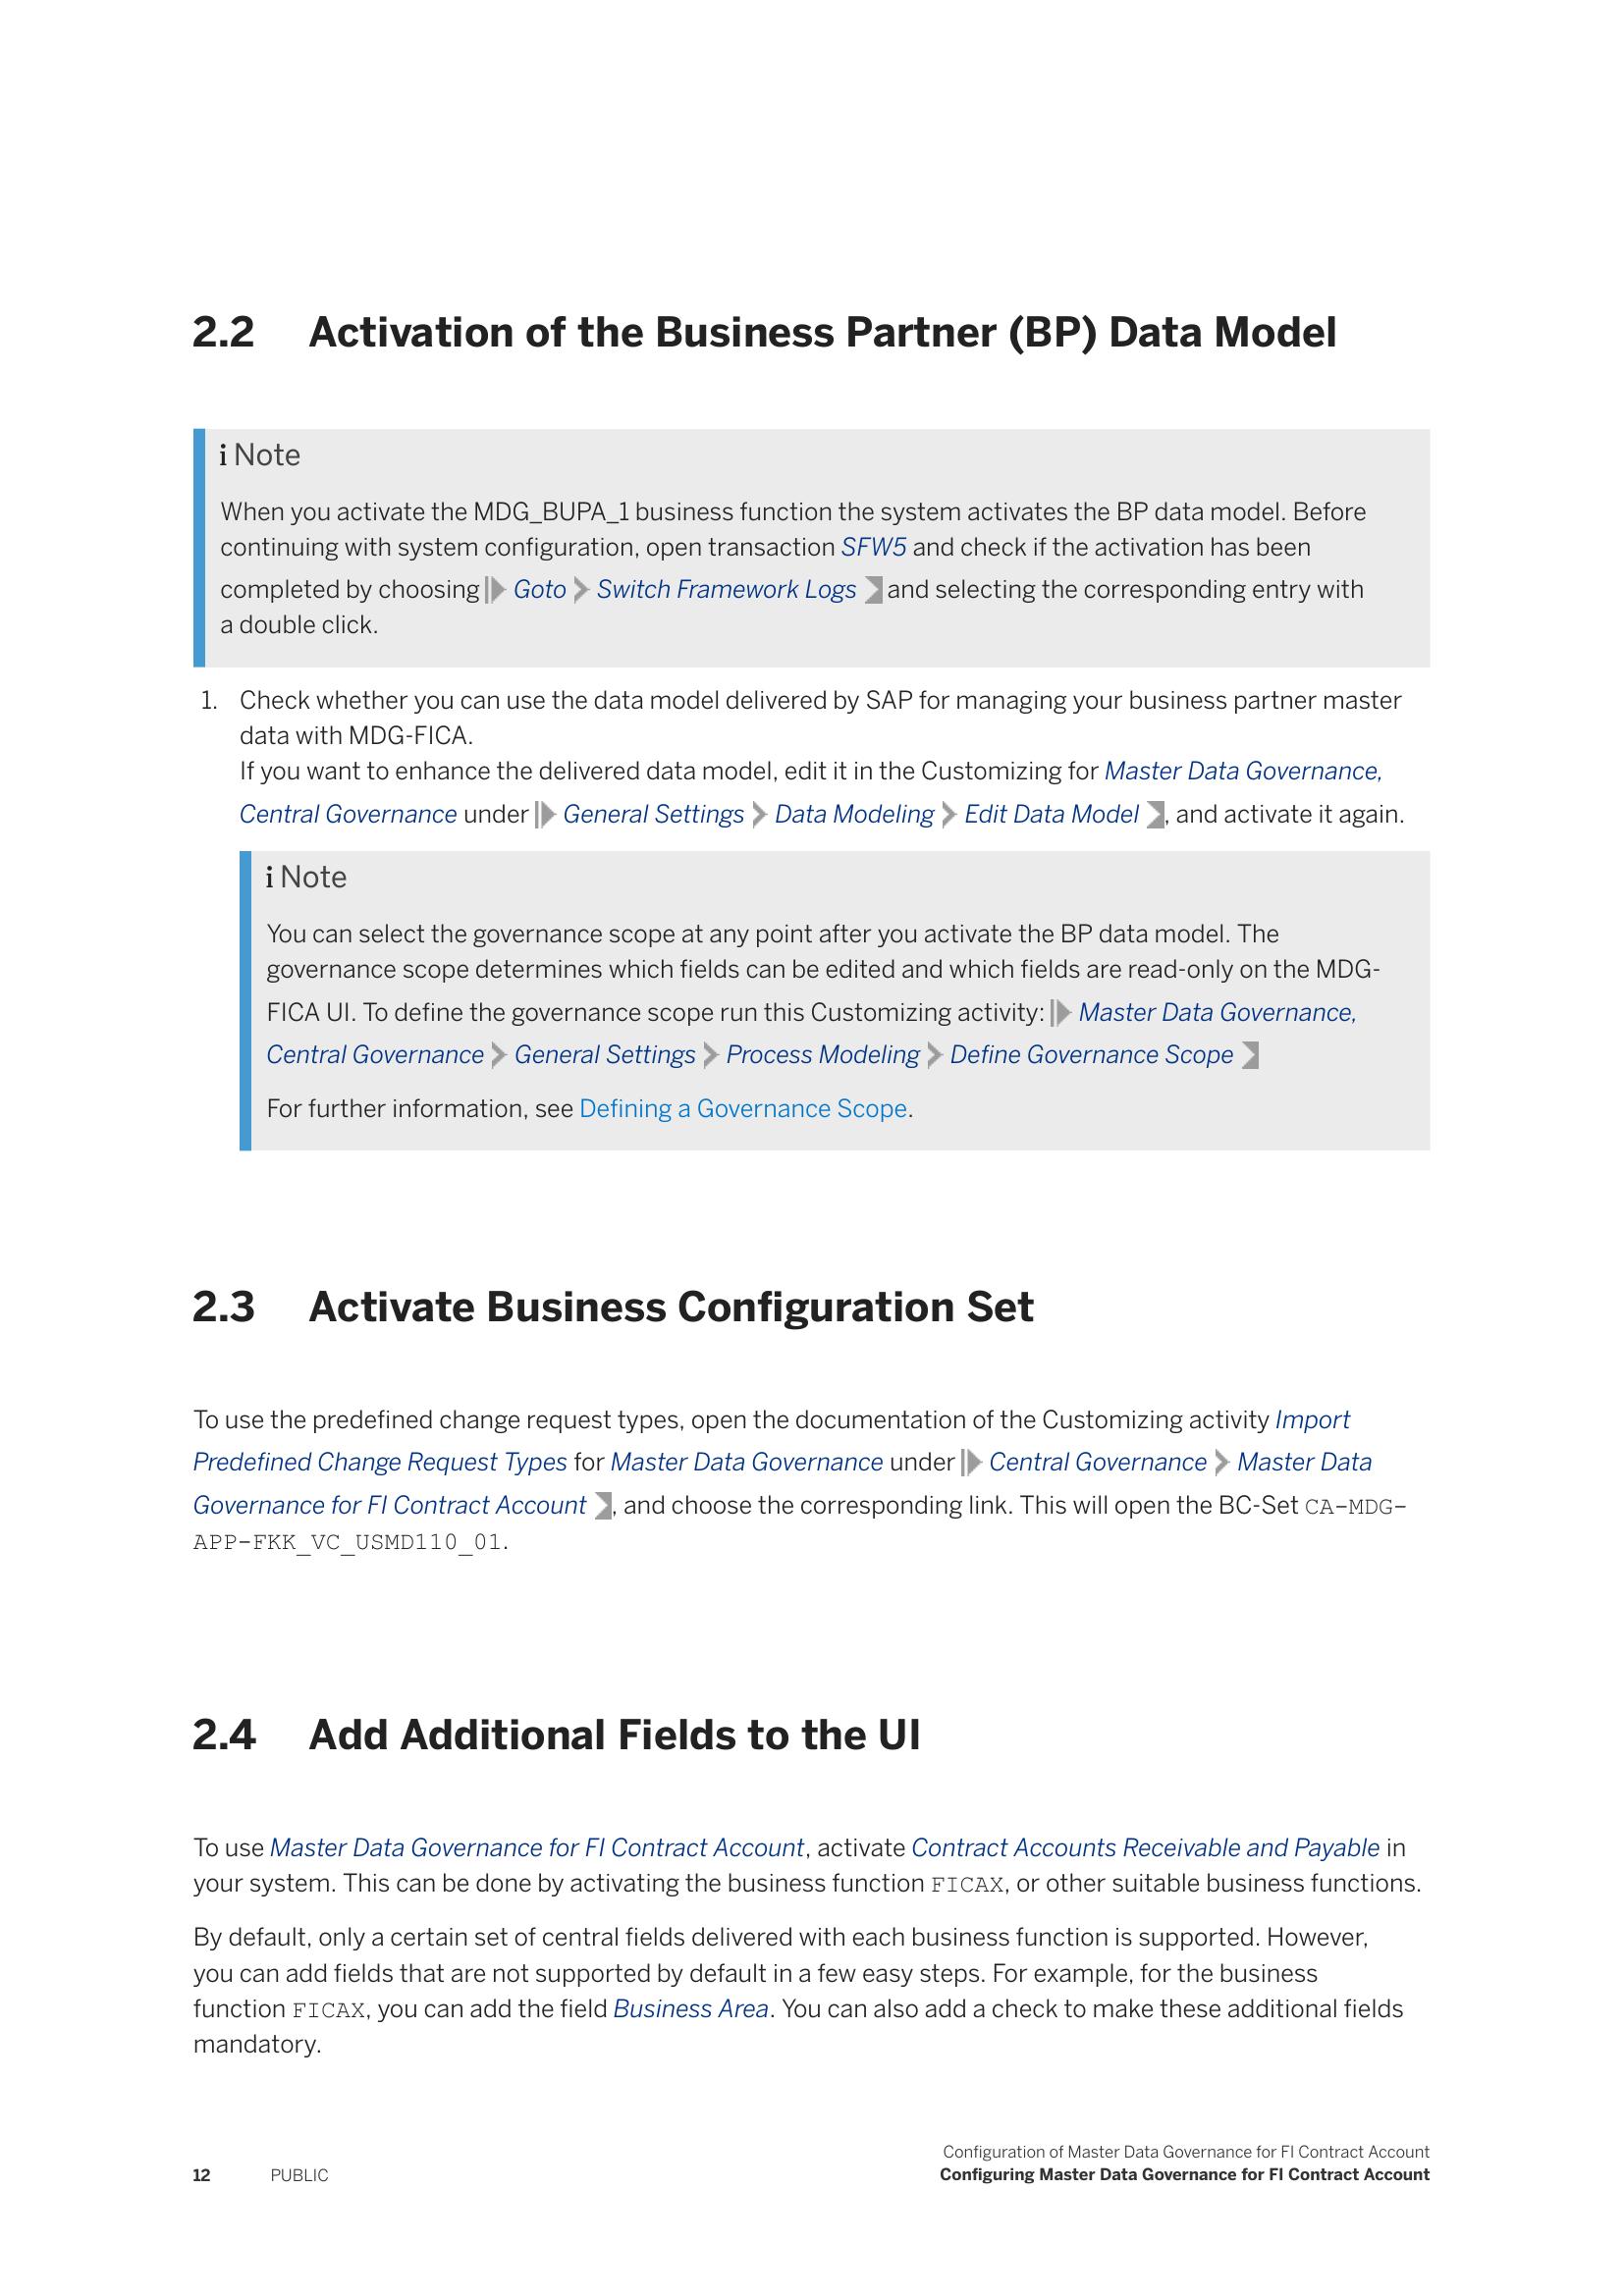 2.2 Activation of the Business Partner (BP) Data Model
i Note
When you activate the MDG_BUPA_1 business function the system activates the BP data model. Before
continuing with system configuration, open transaction SFW5 and check if the activation has been
completed by choosing Goto Switch Framework Logs and selecting the corresponding entry with
a double click.
1. Check whether you can use the data model delivered by SAP for managing your business partner master
data with MDG-FICA.
If you want to enhance the delivered data model, edit it in the Customizing for Master Data Governance,
Central Governance under General Settings Data Modeling Edit Data Model , and activate it again.
i Note
You can select the governance scope at any point after you activate the BP data model. The
governance scope determines which fields can be edited and which fields are read-only on the MDG-
FICA UI. To define the governance scope run this Customizing activity: Master Data Governance,
Central Governance General Settings Process Modeling Define Governance Scope
For further information, see Defining a Governance Scope.
2.3 Activate Business Configuration Set
To use the predefined change request types, open the documentation of the Customizing activity Import
Predefined Change Request Types for Master Data Governance under Central Governance Master Data
Governance for FI Contract Account , and choose the corresponding link. This will open the BC-Set CA-MDG-
APP-FKK_VC_USMD110_01.
2.4 Add Additional Fields to the UI
To use Master Data Governance for FI Contract Account, activate Contract Accounts Receivable and Payable in
your system. This can be done by activating the business function FICAX, or other suitable business functions.
By default, only a certain set of central fields delivered with each business function is supported. However,
you can add fields that are not supported by default in a few easy steps. For example, for the business
function FICAX, you can add the field Business Area. You can also add a check to make these additional fields
mandatory.
Configuration of Master Data Governance for FI Contract Account
12 PUBLIC Configuring Master Data Governance for FI Contract Account